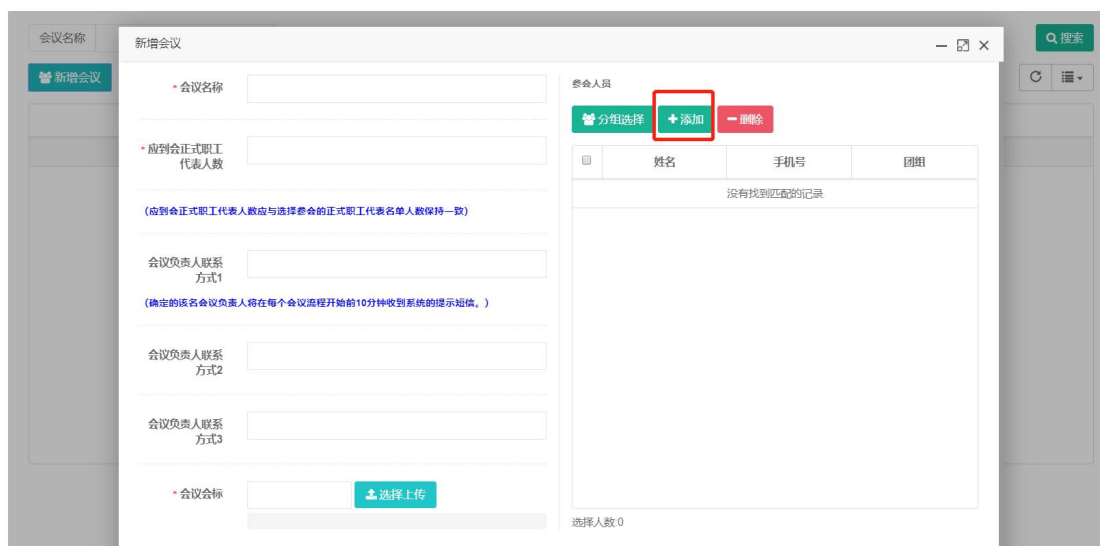 会议名称
搜索
新增会议
新增会议
* 会议名称
* 应到会正式职工
代表人数
(应到会正式职工代表人数应与选择参会的正式职工代表名单人数保持一致)
会议负责人联系
方式1
(确定的该名会议负责人将在每个会议流程开始前10分钟收到系统的提示短信。)
会议负责人联系
方式2
会议负责人联系
方式3
* 会议会标
选择上传
参会人员
分组选择 添加 删除
姓名 手机号 团组
没有找到匹配的记录
选择人数:0